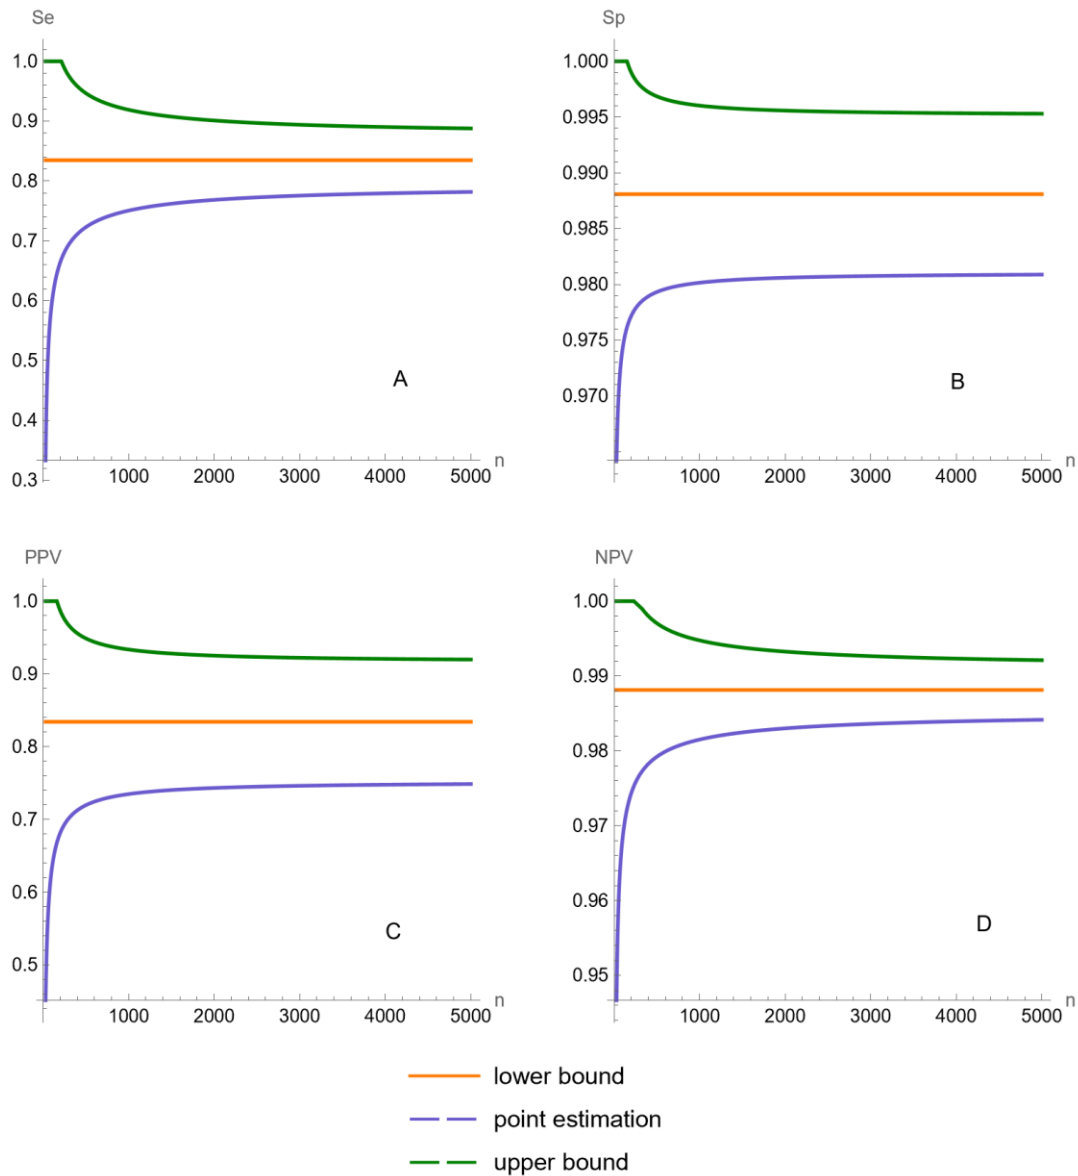 Se
1.0
0.9
0.8
0.7
0.6
0.5
0.4
0.3
1000 2000 3000 4000 5000 n
A
Sp
1.000
0.995
0.990
0.985
0.980
0.975
0.970
1000 2000 3000 4000 5000 n
B
PPV
1.0
0.9
0.8
0.7
0.6
0.5
1000 2000 3000 4000 5000 n
C
NPV
1.00
0.99
0.98
0.97
0.96
0.95
1000 2000 3000 4000 5000 n
D
lower bound
point estimation
upper bound